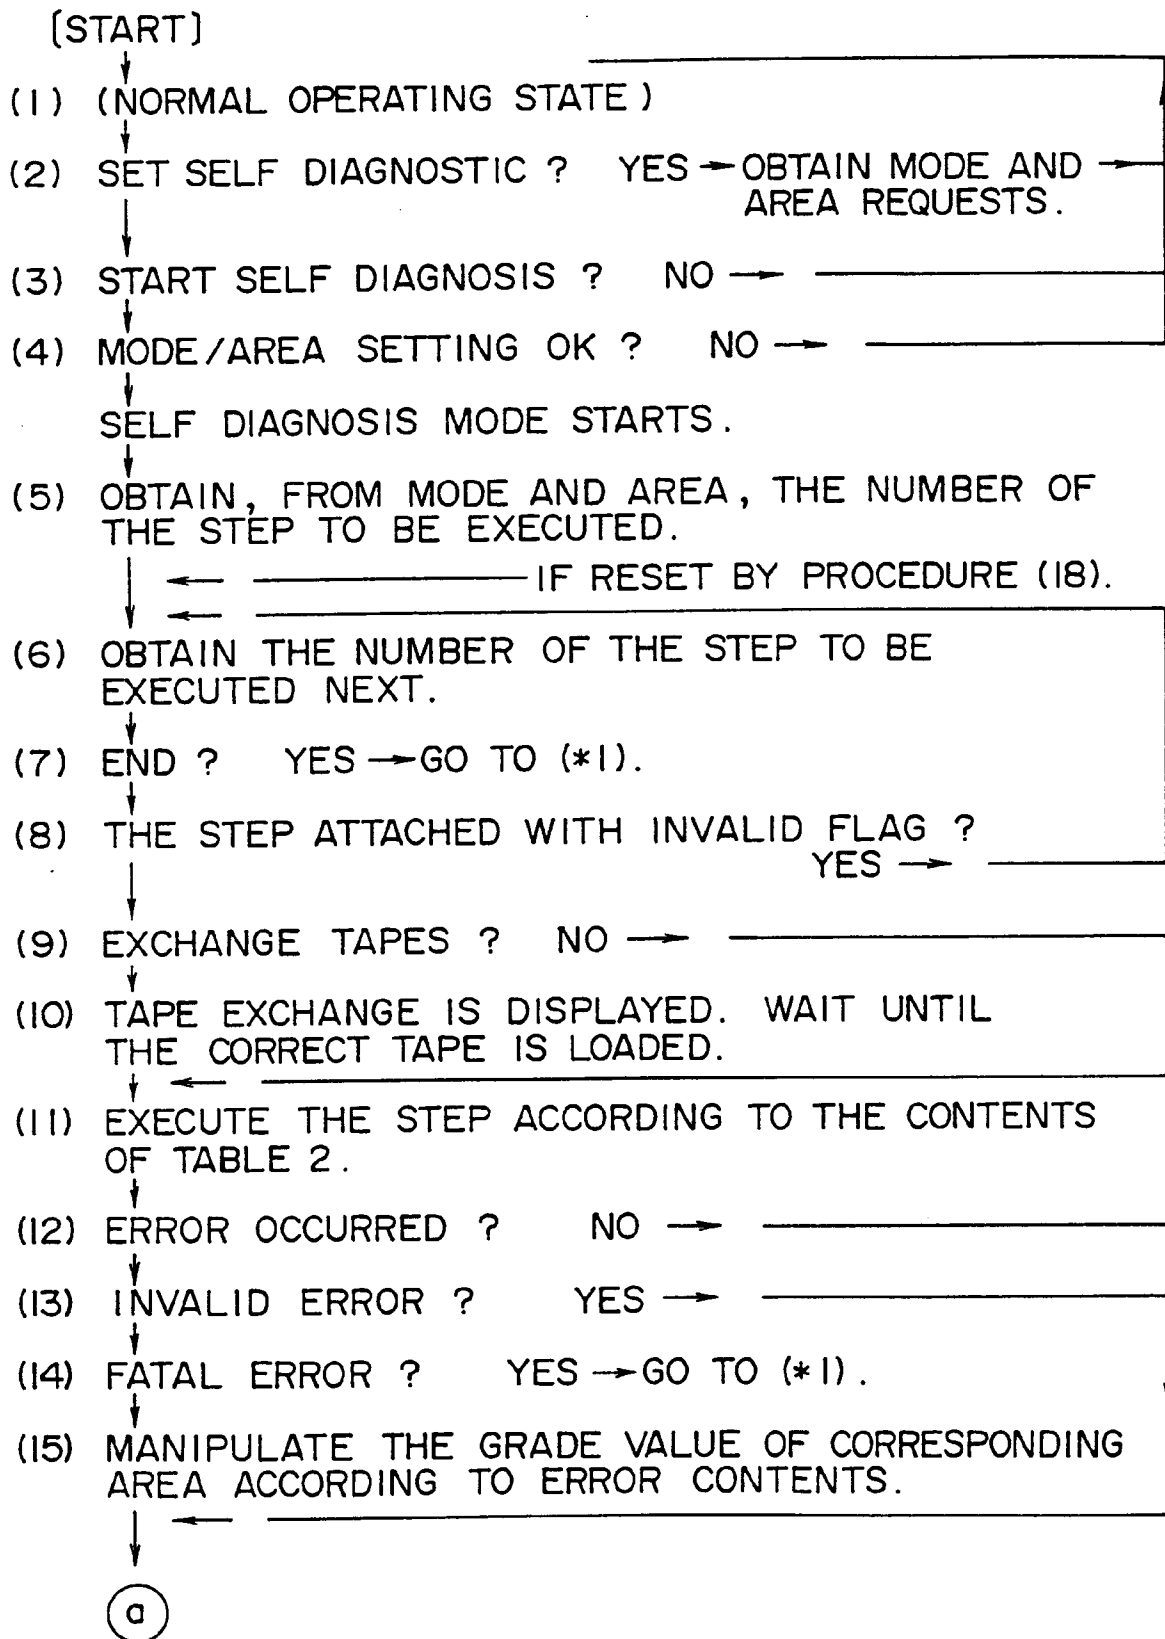 [START]
(1) (NORMAL OPERATING STATE)
(2) SET SELF DIAGNOSTIC ? YES → OBTAIN MODE AND →
AREA REQUESTS.
(3) START SELF DIAGNOSIS ? NO →
(4) MODE/AREA SETTING OK ? NO →
SELF DIAGNOSIS MODE STARTS.
(5) OBTAIN, FROM MODE AND AREA, THE NUMBER OF
THE STEP TO BE EXECUTED.
← IF RESET BY PROCEDURE (18).
(6) OBTAIN THE NUMBER OF THE STEP TO BE
EXECUTED NEXT.
(7) END ? YES → GO TO (*1).
(8) THE STEP ATTACHED WITH INVALID FLAG ?
YES →
(9) EXCHANGE TAPES ? NO →
(10) TAPE EXCHANGE IS DISPLAYED. WAIT UNTIL
THE CORRECT TAPE IS LOADED.
(11) EXECUTE THE STEP ACCORDING TO THE CONTENTS
OF TABLE 2.
(12) ERROR OCCURRED ? NO →
(13) INVALID ERROR ? YES →
(14) FATAL ERROR ? YES → GO TO (*1).
(15) MANIPULATE THE GRADE VALUE OF CORRESPONDING
AREA ACCORDING TO ERROR CONTENTS.
a